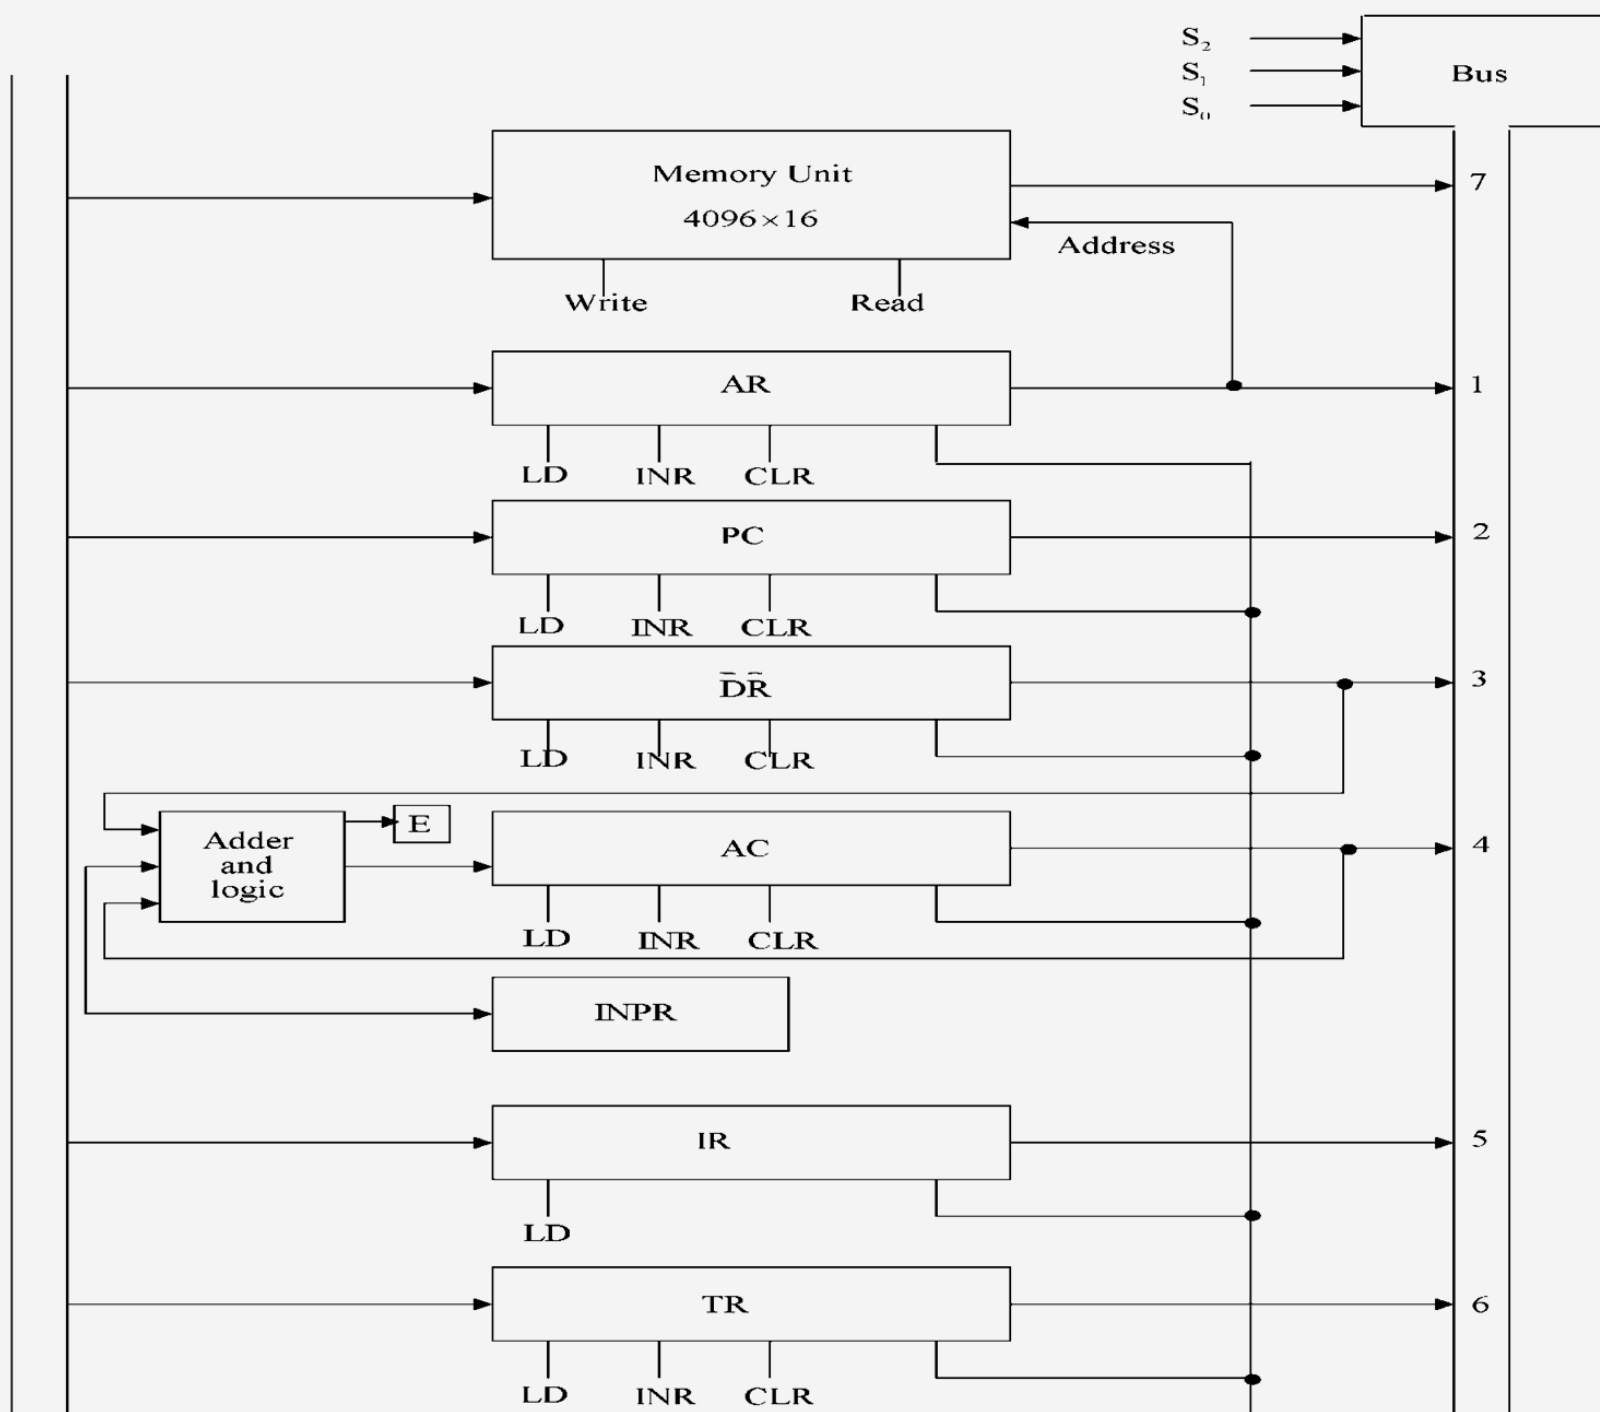 S₂
S₁
S₀
Bus
Memory Unit
4096×16
7
Address
Write Read
AR
1
LD INR CLR
PC
2
LD INR CLR
DR
3
LD INR CLR
Adder
and
logic
E
AC
4
LD INR CLR
INPR
IR
5
LD
TR
6
LD INR CLR